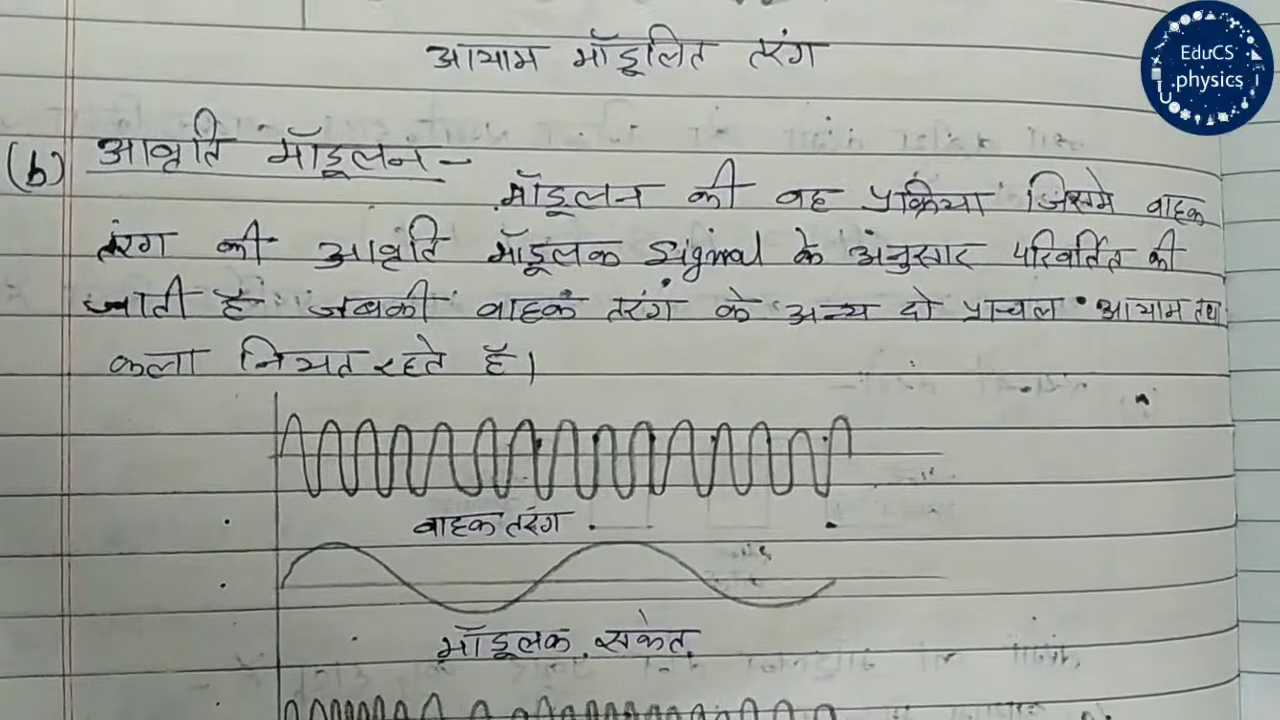 आयाम मॉडूलित तरंग
EduCS
physics
(b) आवृति मॉडूलन -
मॉडूलन की वह प्रक्रिया जिसमे वाहक
तरंग की आवृति मॉडूलक Signal के अनुसार परिवर्तित की
जाती है जबकी वाहक तरंग के अन्य दो प्राचल आयाम तथा
कला नियत रहते है।
वाहक तरंग
मॉडूलक संकेत